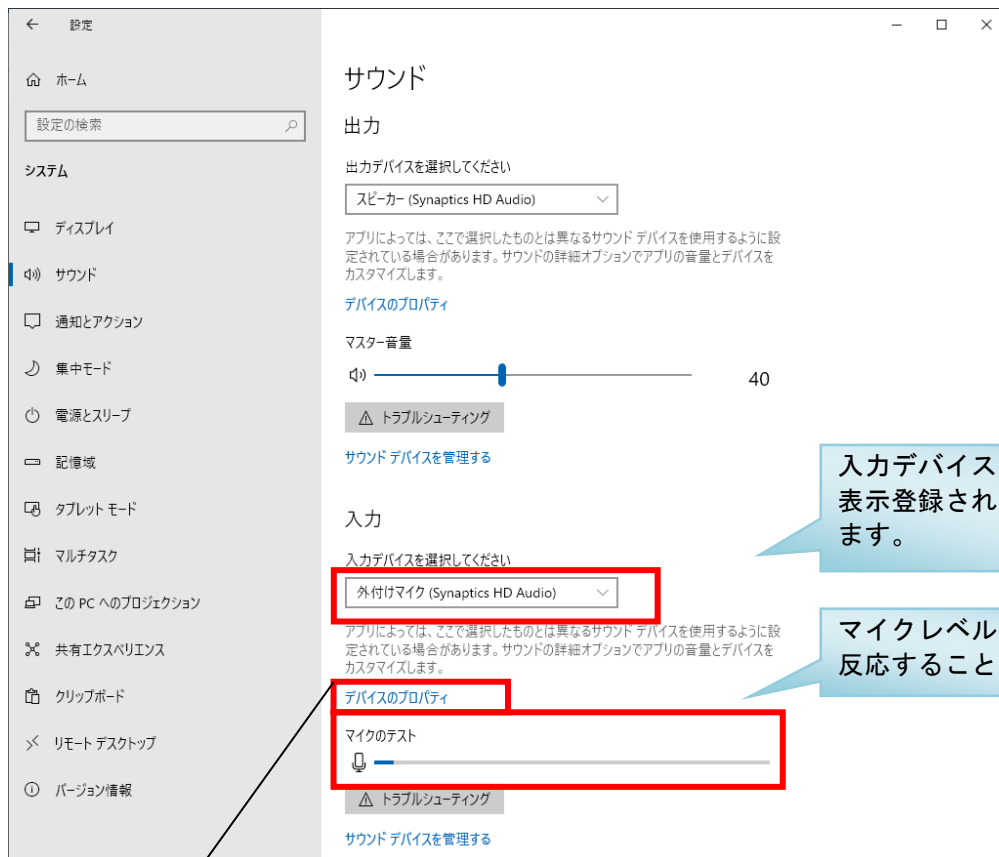 設定
ホーム
設定の検索
システム
ディスプレイ
サウンド
通知とアクション
集中モード
電源とスリープ
記憶域
タブレット モード
マルチタスク
この PC へのプロジェクション
共有エクスペリエンス
クリップボード
リモート デスクトップ
バージョン情報
サウンド
出力
出力デバイスを選択してください
スピーカー (Synaptics HD Audio)
アプリによっては、ここで選択したものとは異なるサウンド デバイスを使用するように設
定されている場合があります。サウンドの詳細オプションでアプリの音量とデバイスを
カスタマイズします。
デバイスのプロパティ
マスター音量
40
トラブルシューティング
サウンド デバイスを管理する
入力
入力デバイスを選択してください
外付けマイク (Synaptics HD Audio)
アプリによっては、ここで選択したものとは異なるサウンド デバイスを使用するように設
定されている場合があります。サウンドの詳細オプションでアプリの音量とデバイスを
カスタマイズします。
デバイスのプロパティ
マイクのテスト
トラブルシューティング
サウンド デバイスを管理する
入力デバイス
表示登録され
ます。
マイクレベル
反応すること